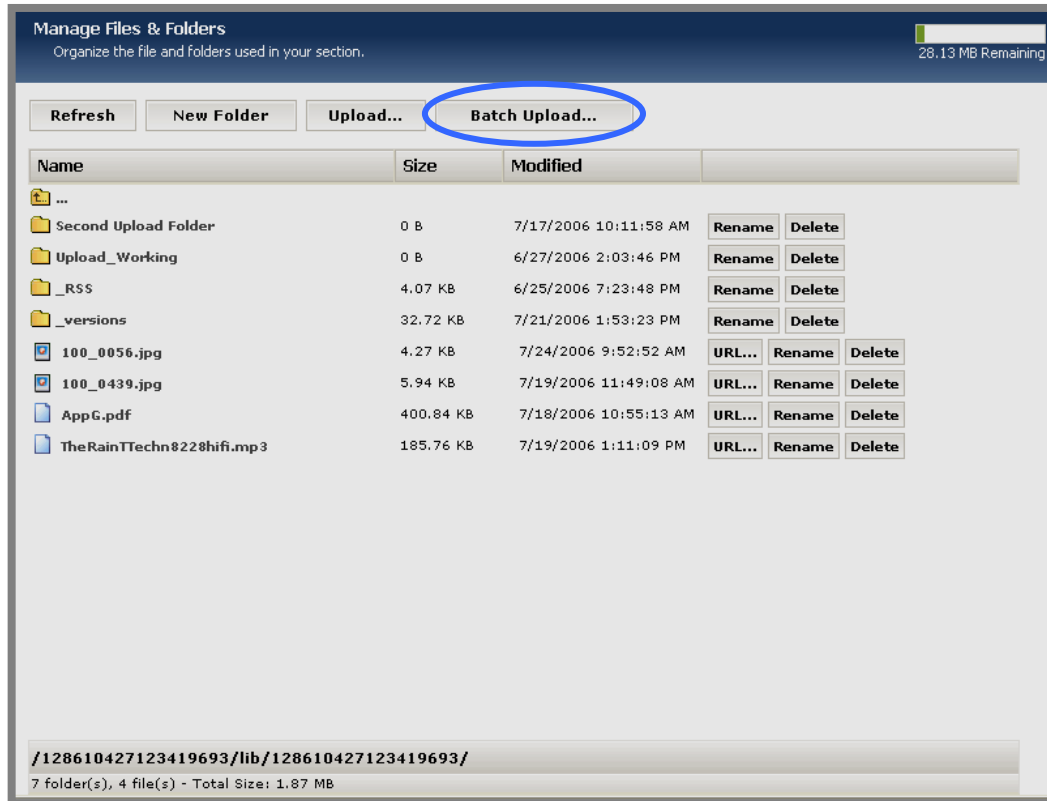 Manage Files & Folders
Organize the file and folders used in your section.
28.13 MB Remaining
Refresh New Folder Upload... Batch Upload...
Name Size Modified
...
Second Upload Folder 0 B 7/17/2006 10:11:58 AM Rename Delete
Upload_Working 0 B 6/27/2006 2:03:46 PM Rename Delete
_RSS 4.07 KB 6/25/2006 7:23:48 PM Rename Delete
_versions 32.72 KB 7/21/2006 1:53:23 PM Rename Delete
100_0056.jpg 4.27 KB 7/24/2006 9:52:52 AM URL... Rename Delete
100_0439.jpg 5.94 KB 7/19/2006 11:49:08 AM URL... Rename Delete
AppG.pdf 400.84 KB 7/18/2006 10:55:13 AM URL... Rename Delete
TheRainTTechn8228hifi.mp3 185.76 KB 7/19/2006 1:11:09 PM URL... Rename Delete
/128610427123419693/lib/128610427123419693/
7 folder(s), 4 file(s) - Total Size: 1.87 MB